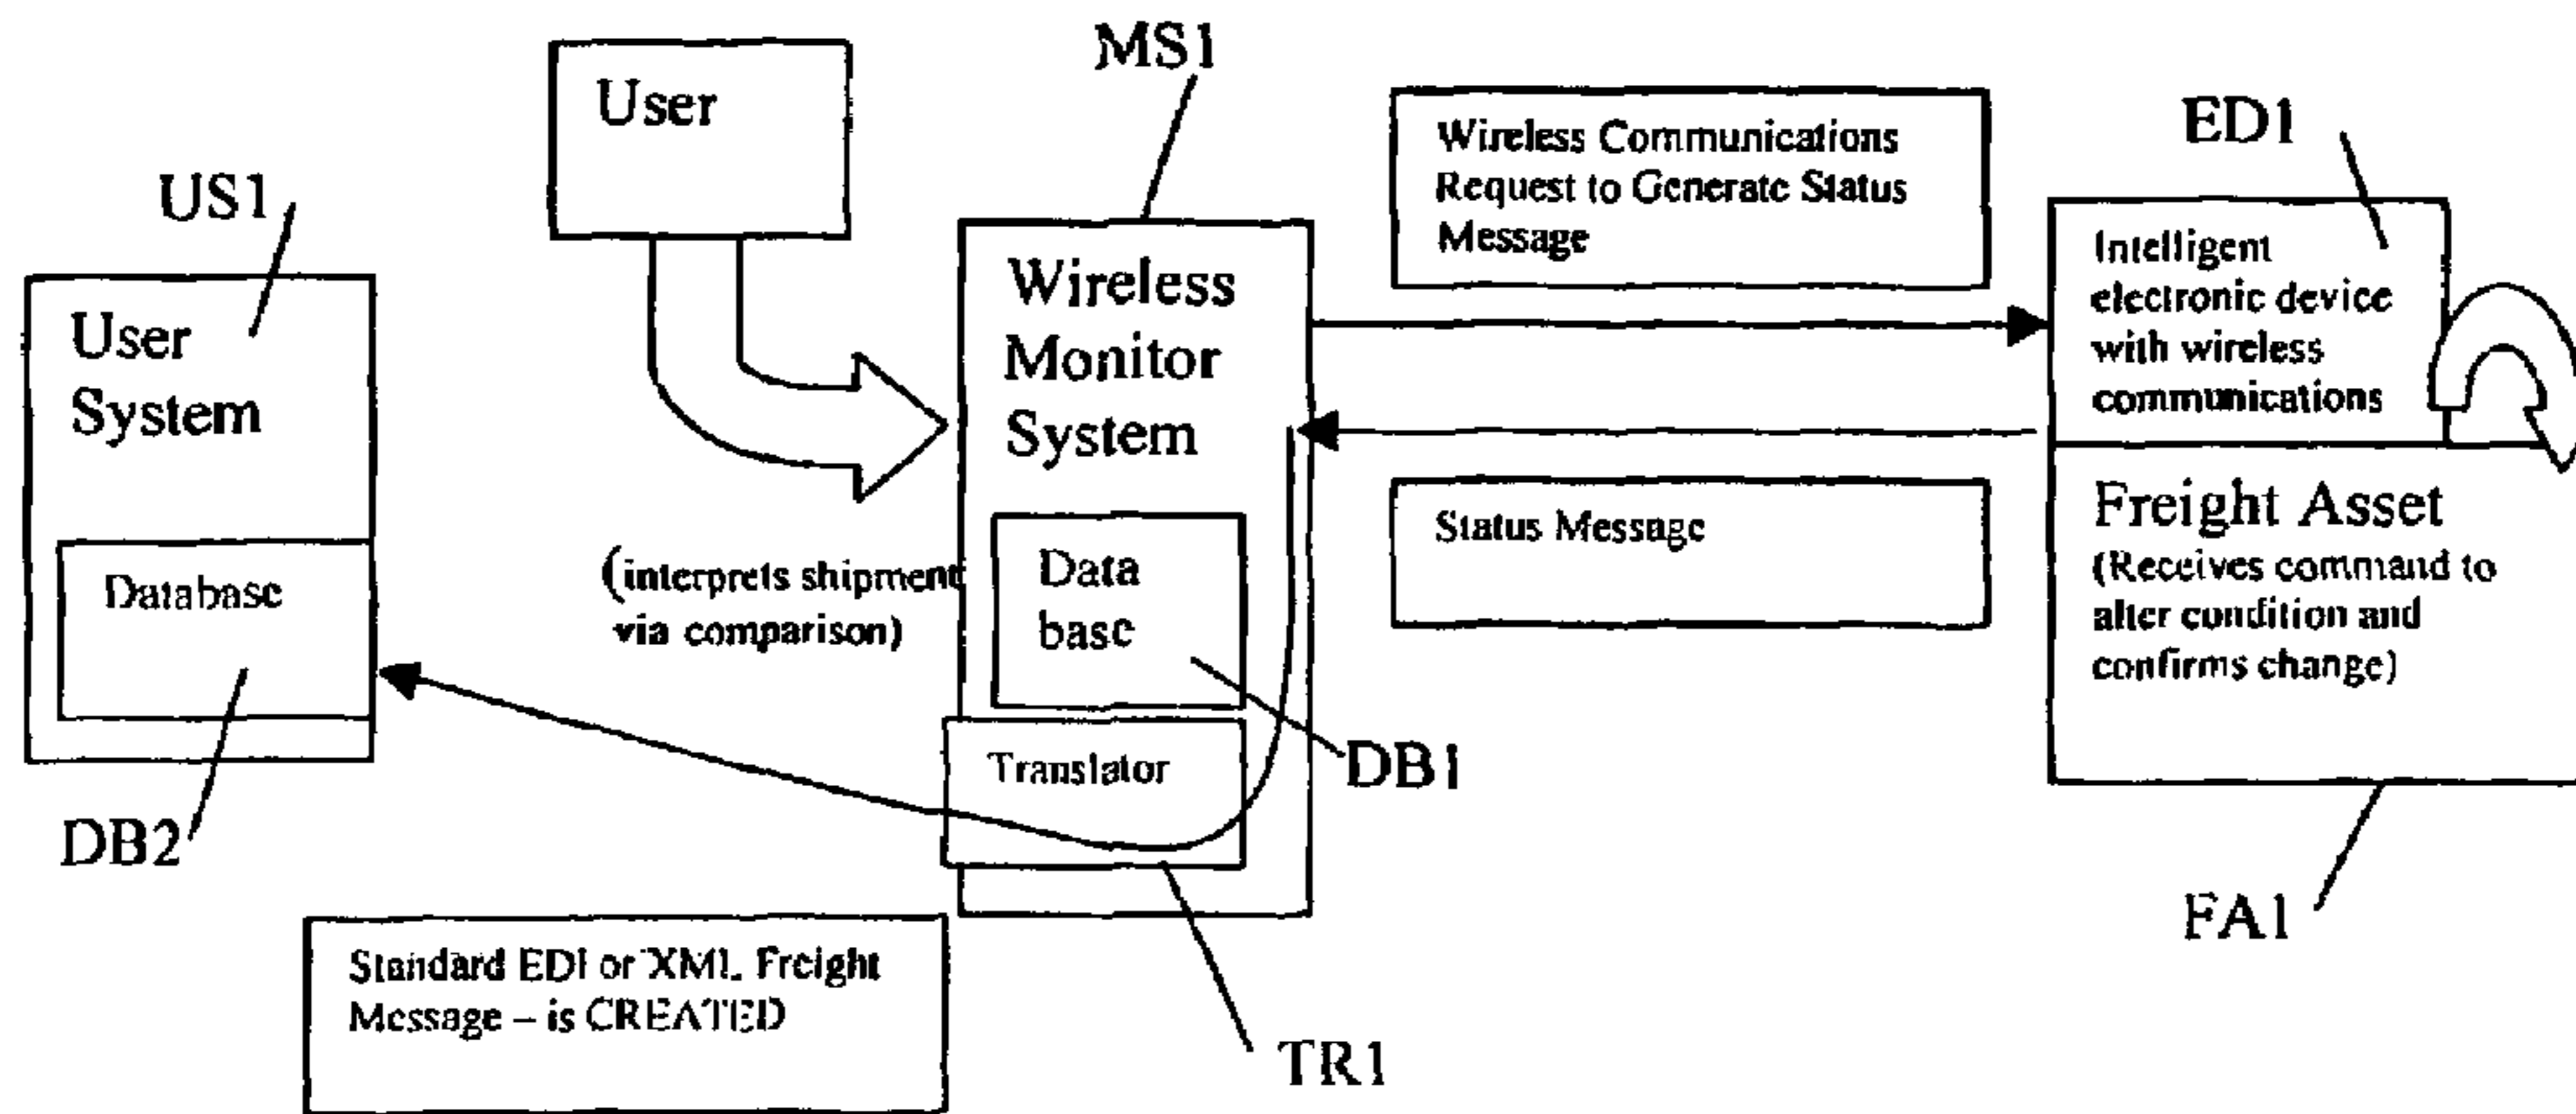 MS1
User
Wireless Communications
Request to Generate Status
Message
ED1
US1
User
System
Database
DB2
Wireless
Monitor
System
(interprets shipment
via comparison)
Data
base
Translator
DB1
TR1
Status Message
Intelligent
electronic device
with wireless
communications
Freight Asset
(Receives command to
alter condition and
confirms change)
FA1
Standard EDI or XML Freight
Message – is CREATED